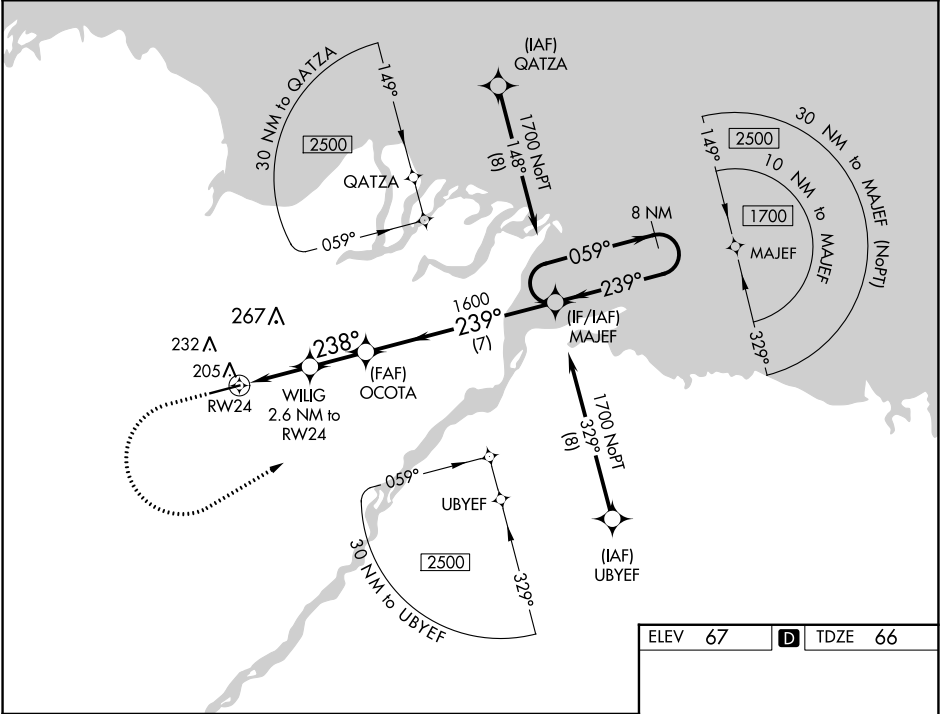 (IAF)
QATZA
1700 NoPT
148°
(8)
30 NM to QATZA
149°
2500
QATZA
059°
30 NM to MAJEF (NoPT)
149°
2500
10 NM to MAJEF
1700
MAJEF
329°
8 NM
059°
239°
(IF/IAF)
MAJEF
1600
239°
(7)
267
232
205
238°
RW24
WILIG
2.6 NM to
RW24
(FAF)
OCOTA
1700 NoPT
329°
(8)
(IAF)
UBYEF
059°
UBYEF
2500
329°
30 NM to UBYEF
ELEV 67 D TDZE 66